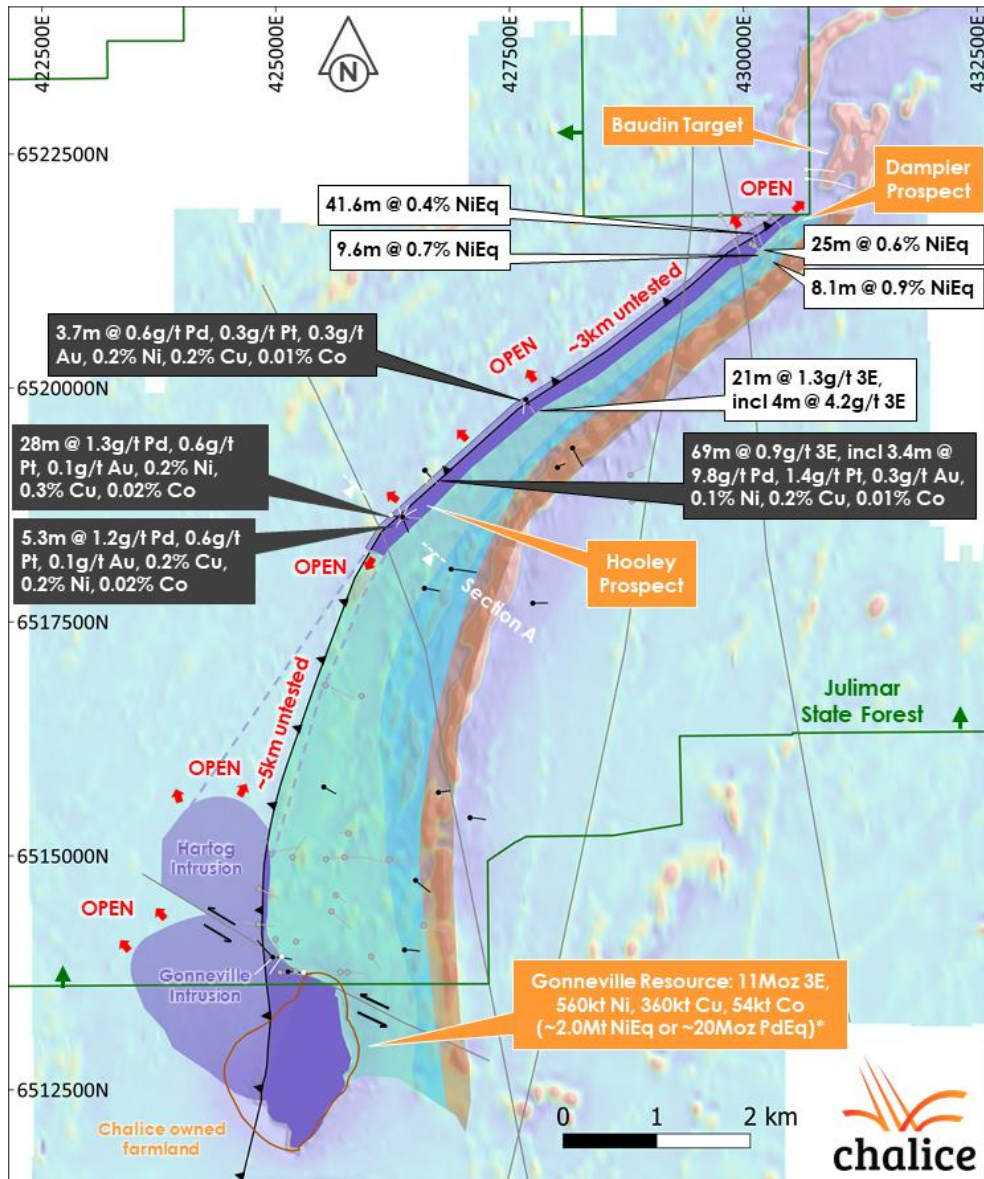 422500E
425000E
427500E
430000E
432500E
N
6522500N
6520000N
6517500N
6515000N
6512500N
Baudin Target
Dampier
Prospect
OPEN
41.6m @ 0.4% NiEq
9.6m @ 0.7% NiEq
25m @ 0.6% NiEq
8.1m @ 0.9% NiEq
~3km untested
3.7m @ 0.6g/t Pd, 0.3g/t Pt, 0.3g/t
Au, 0.2% Ni, 0.2% Cu, 0.01% Co
OPEN
21m @ 1.3g/t 3E,
incl 4m @ 4.2g/t 3E
28m @ 1.3g/t Pd, 0.6g/t
Pt, 0.1g/t Au, 0.2% Ni,
0.3% Cu, 0.02% Co
69m @ 0.9g/t 3E, incl 3.4m @
9.8g/t Pd, 1.4g/t Pt, 0.3g/t Au,
0.1% Ni, 0.2% Cu, 0.01% Co
5.3m @ 1.2g/t Pd, 0.6g/t
Pt, 0.1g/t Au, 0.2% Cu,
0.2% Ni, 0.02% Co
OPEN
Hooley
Prospect
Section A
~5km untested
Julimar
State Forest
OPEN
Hartog
Intrusion
OPEN
Gonneville
Intrusion
Gonneville Resource: 11Moz 3E,
560kt Ni, 360kt Cu, 54kt Co
(~2.0Mt NiEq or ~20Moz PdEq)*
Chalice owned
farmland
0 1 2 km
chalice